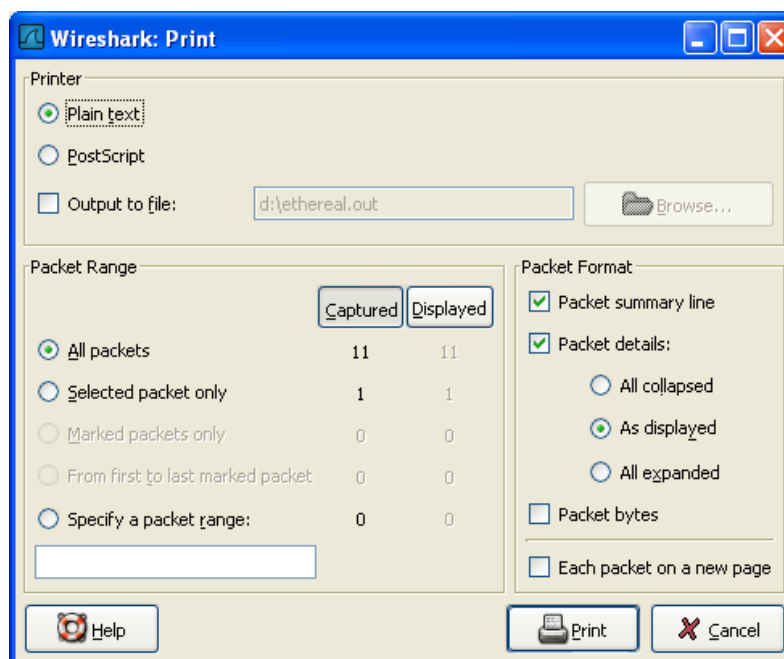 Wireshark: Print
Printer
Plain text
PostScript
Output to file:
d:\ethereal.out
Browse...
Packet Range
Captured Displayed
All packets 11 11
Selected packet only 1 1
Marked packets only 0 0
From first to last marked packet 0 0
Specify a packet range: 0 0
Packet Format
Packet summary line
Packet details:
All collapsed
As displayed
All expanded
Packet bytes
Each packet on a new page
Help
Print
Cancel